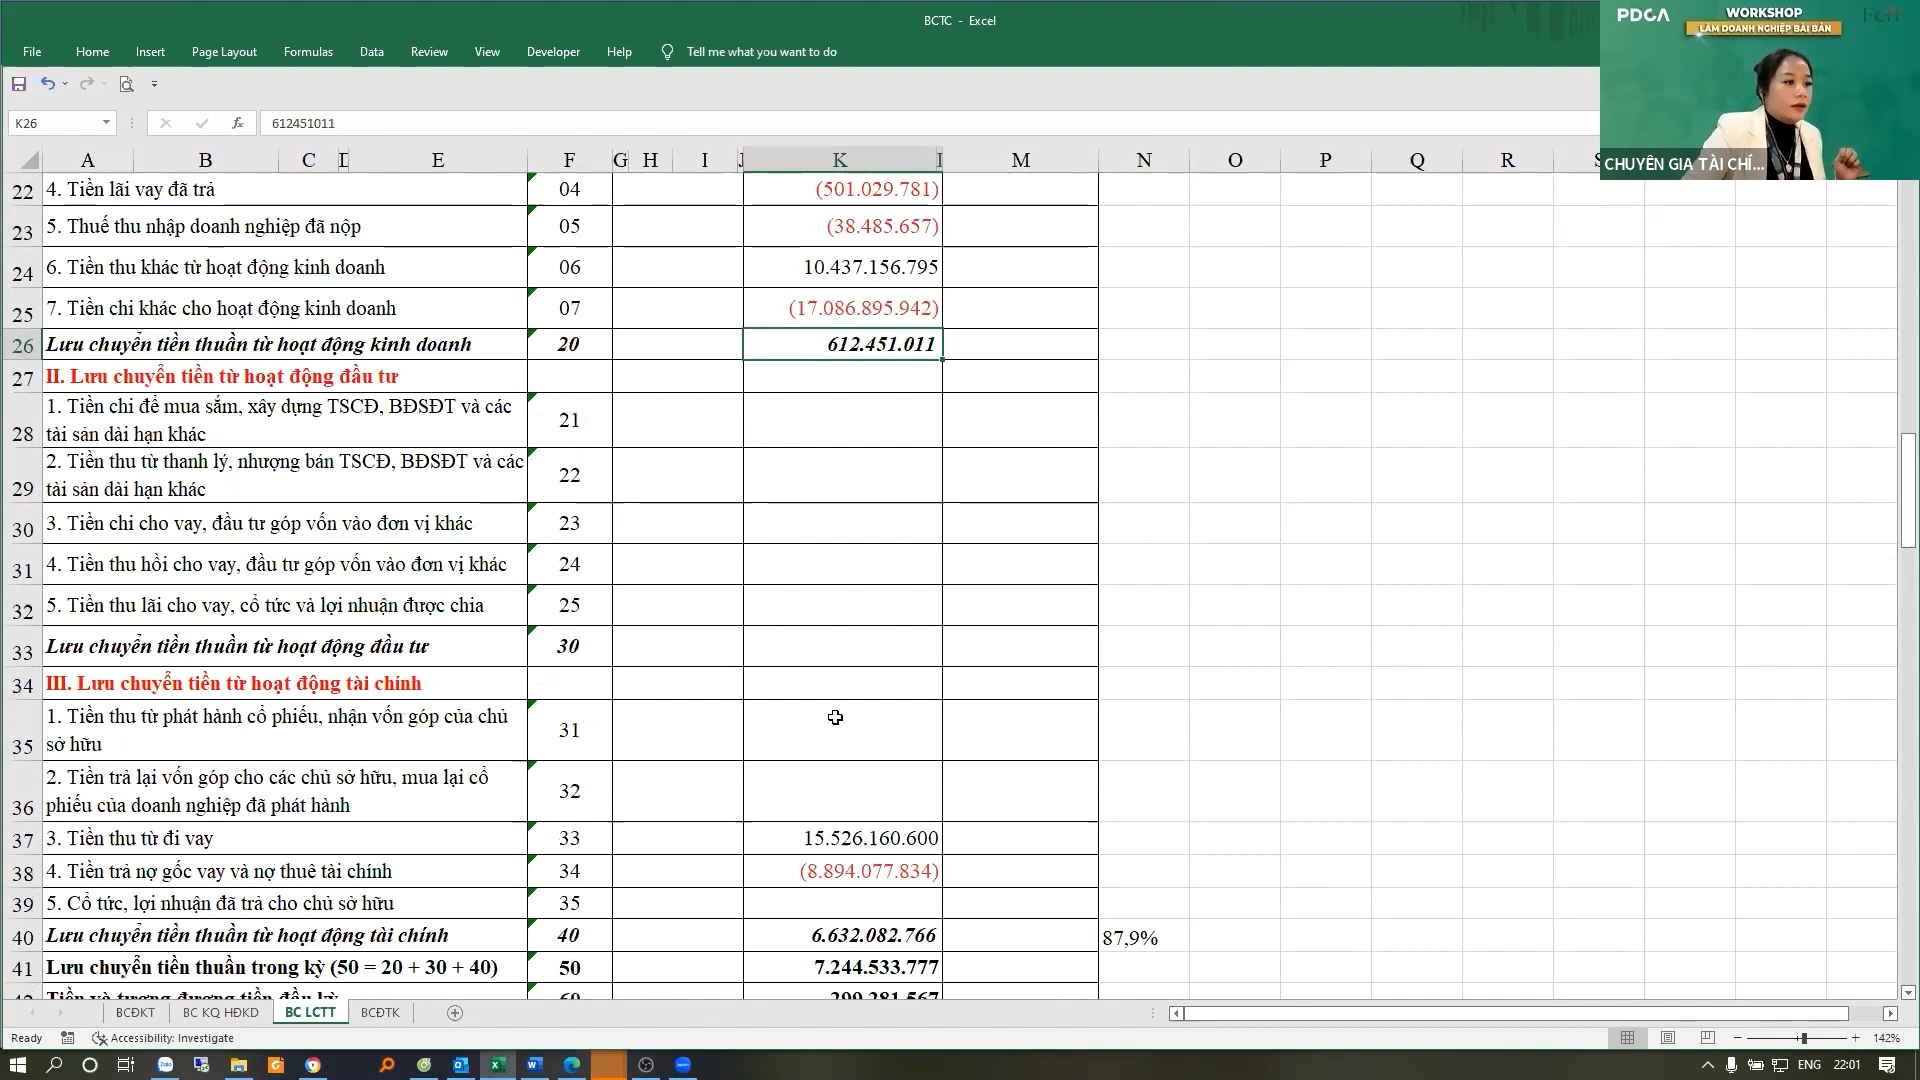 BCTC - Excel
PDCA
WORKSHOP
LÀM DOANH NGHIỆP BÀI BẢN
File Home Insert Page Layout Formulas Data Review View Developer Help Tell me what you want to do
K26 fx 612451011
CHUYÊN GIA TÀI CHÍ...
A B C E F G H I K M N O P Q R
22 4. Tiền lãi vay đã trả 04 (501.029.781)
23 5. Thuế thu nhập doanh nghiệp đã nộp 05 (38.485.657)
24 6. Tiền thu khác từ hoạt động kinh doanh 06 10.437.156.795
25 7. Tiền chi khác cho hoạt động kinh doanh 07 (17.086.895.942)
26 Lưu chuyển tiền thuần từ hoạt động kinh doanh 20 612.451.011
27 II. Lưu chuyển tiền từ hoạt động đầu tư
1. Tiền chi để mua sắm, xây dựng TSCĐ, BĐSĐT và các
28 tài sản dài hạn khác 21
2. Tiền thu từ thanh lý, nhượng bán TSCĐ, BĐSĐT và các
29 tài sản dài hạn khác 22
30 3. Tiền chi cho vay, đầu tư góp vốn vào đơn vị khác 23
31 4. Tiền thu hồi cho vay, đầu tư góp vốn vào đơn vị khác 24
32 5. Tiền thu lãi cho vay, cổ tức và lợi nhuận được chia 25
33 Lưu chuyển tiền thuần từ hoạt động đầu tư 30
34 III. Lưu chuyển tiền từ hoạt động tài chính
1. Tiền thu từ phát hành cổ phiếu, nhận vốn góp của chủ
35 sở hữu 31
2. Tiền trả lại vốn góp cho các chủ sở hữu, mua lại cổ
36 phiếu của doanh nghiệp đã phát hành 32
37 3. Tiền thu từ đi vay 33 15.526.160.600
38 4. Tiền trả nợ gốc vay và nợ thuê tài chính 34 (8.894.077.834)
39 5. Cổ tức, lợi nhuận đã trả cho chủ sở hữu 35
40 Lưu chuyển tiền thuần từ hoạt động tài chính 40 6.632.082.766 87,9%
41 Lưu chuyển tiền thuần trong kỳ (50 = 20 + 30 + 40) 50 7.244.533.777
42 Tiền và tương đương tiền đầu kỳ 60 299.281.567
BCĐKT BC KQ HĐKD BC LCTT BCĐTK
Ready Accessibility: Investigate 142%
ENG 22:01